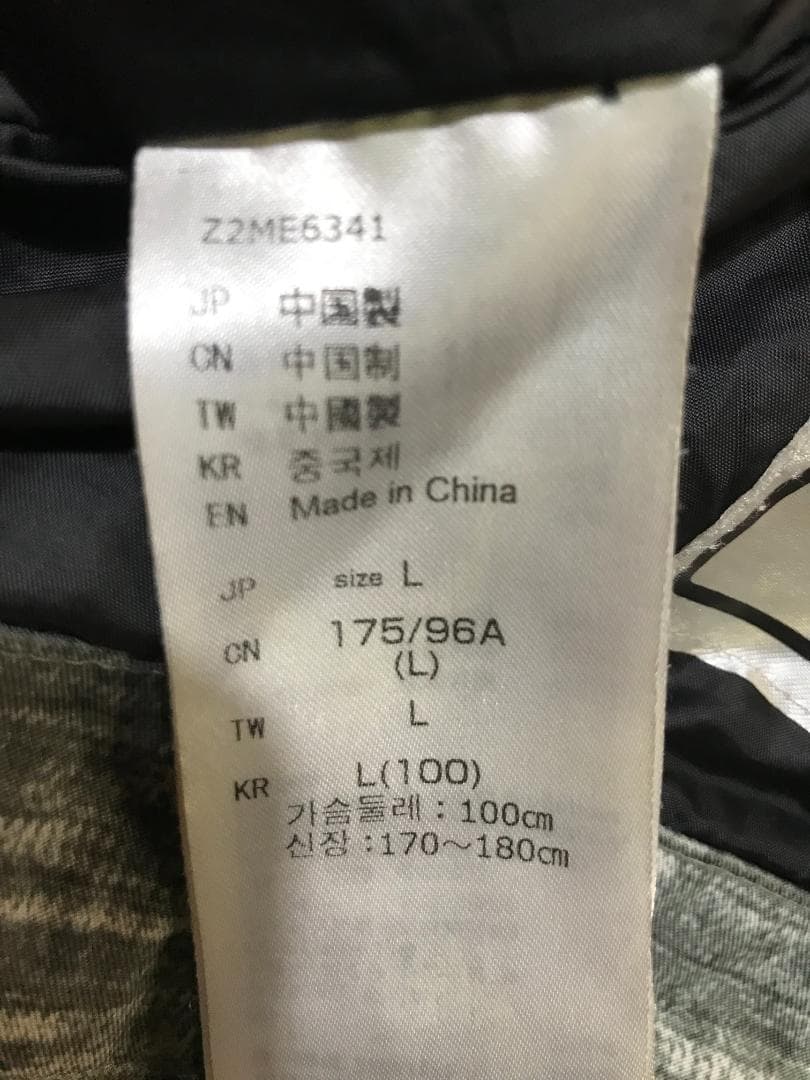 Z2ME6341
JP 中国製
CN 中国制
TW 中國製
KR 중국제
EN Made in China
JP size L
CN 175/96A
(L)
TW L
KR L(100)
가슴둘레 : 100㎝
신장 :170～180㎝